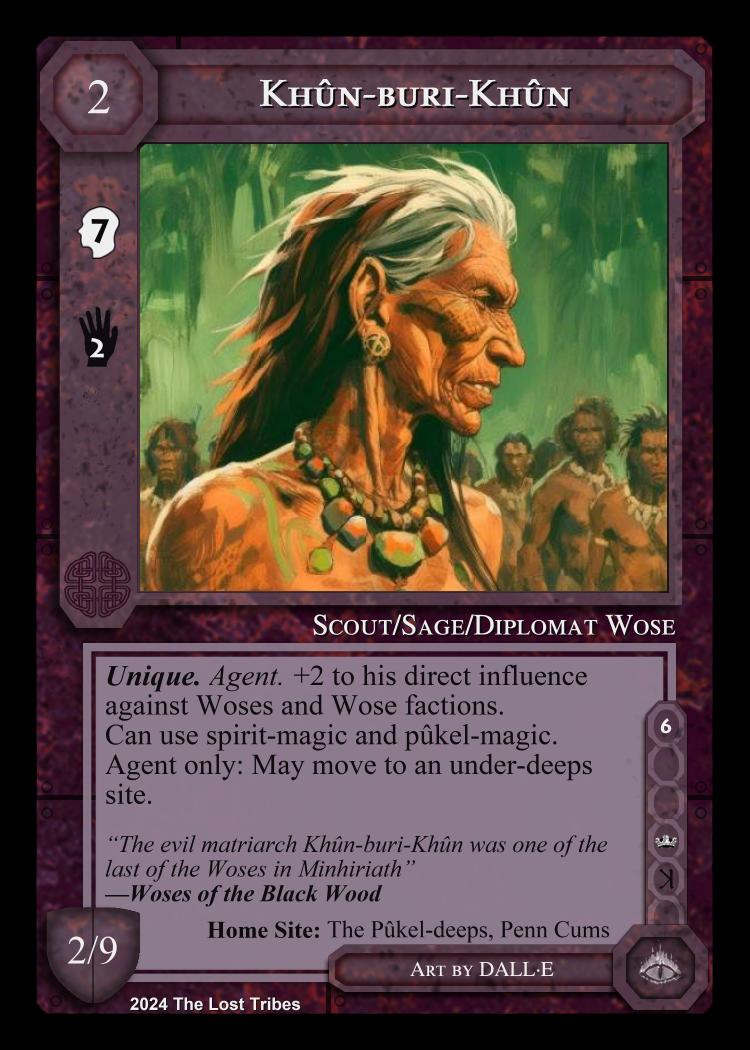 2
Khûn-buri-Khûn
7
2
Scout/Sage/Diplomat Wose
Unique. Agent. +2 to his direct influence
against Woses and Wose factions.
Can use spirit-magic and pûkel-magic.
Agent only: May move to an under-deeps
site.
6
“The evil matriarch Khûn-buri-Khûn was one of the
last of the Woses in Minhiriath”
—Woses of the Black Wood
K
Home Site: The Pûkel-deeps, Penn Cums
2/9
Art by DALL·E
2024 The Lost Tribes